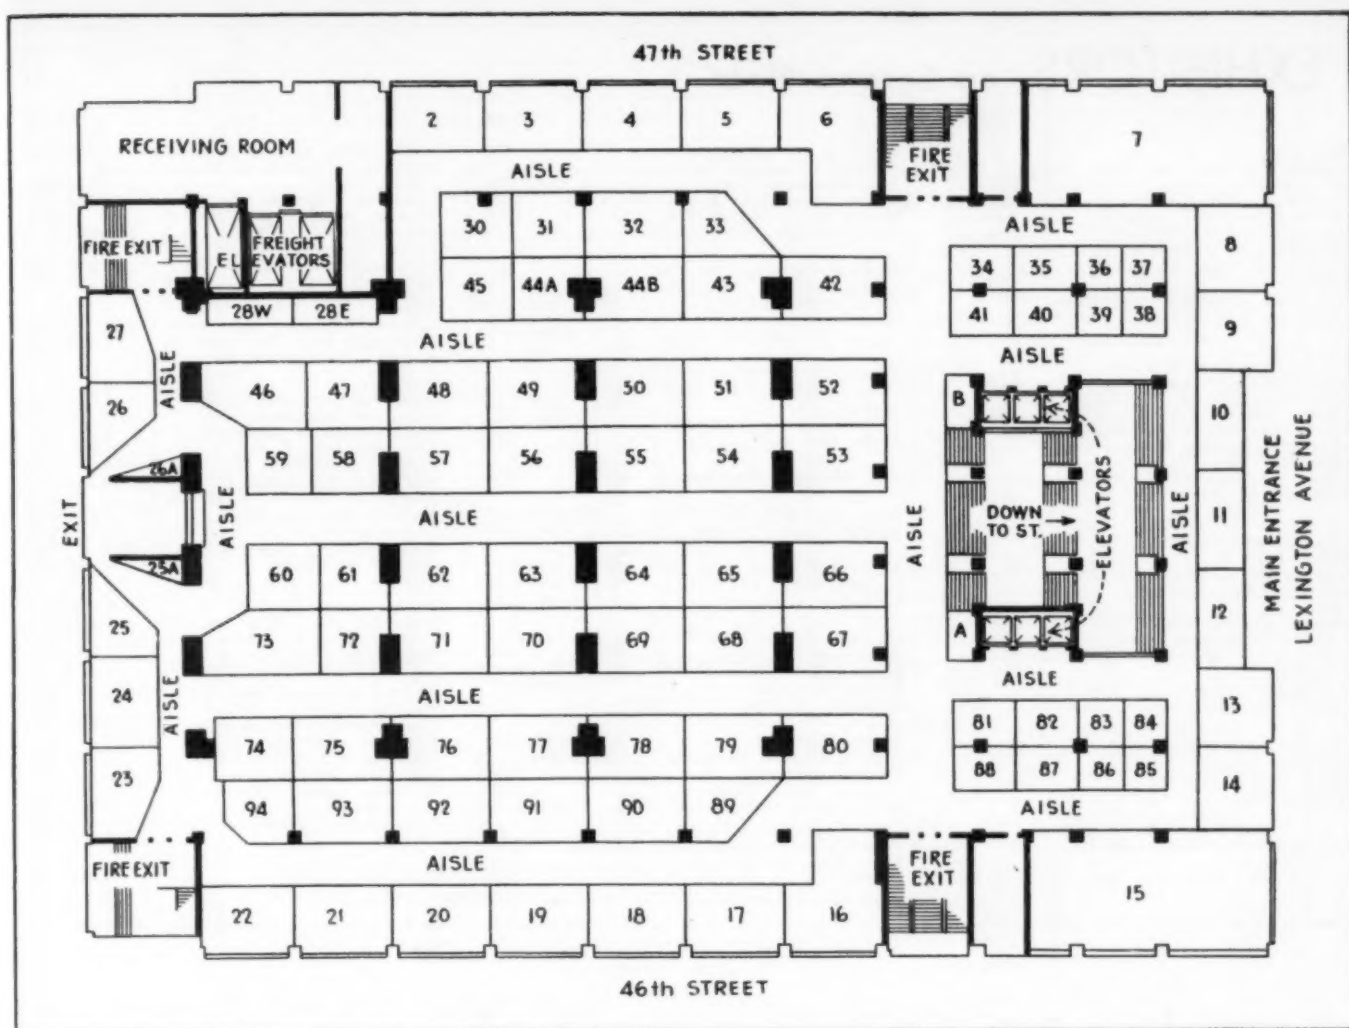 47th STREET
2 3 4 5 6
RECEIVING ROOM
AISLE
FIRE
EXIT
7
30 31 32 33
AISLE
8
FIRE EXIT
FREIGHT
ELEVATORS
34 35 36 37
45 44A 44B 43 42
41 40 39 38
28W 28E
27
AISLE
AISLE
9
AISLE
46 47 48 49 50 51 52
26
B
10
59 58 57 56 55 54 53
26A
EXIT
AISLE
AISLE
AISLE
DOWN
TO ST.
ELEVATORS
AISLE
11
MAIN ENTRANCE
LEXINGTON AVENUE
25A
60 61 62 63 64 65 66
12
25
73 72 71 70 69 68 67
A
24
AISLE
AISLE
AISLE
13
81 82 83 84
74 75 76 77 78 79 80
23
88 87 86 85
14
94 93 92 91 90 89
AISLE
FIRE EXIT
AISLE
FIRE
EXIT
15
22 21 20 19 18 17 16
46th STREET